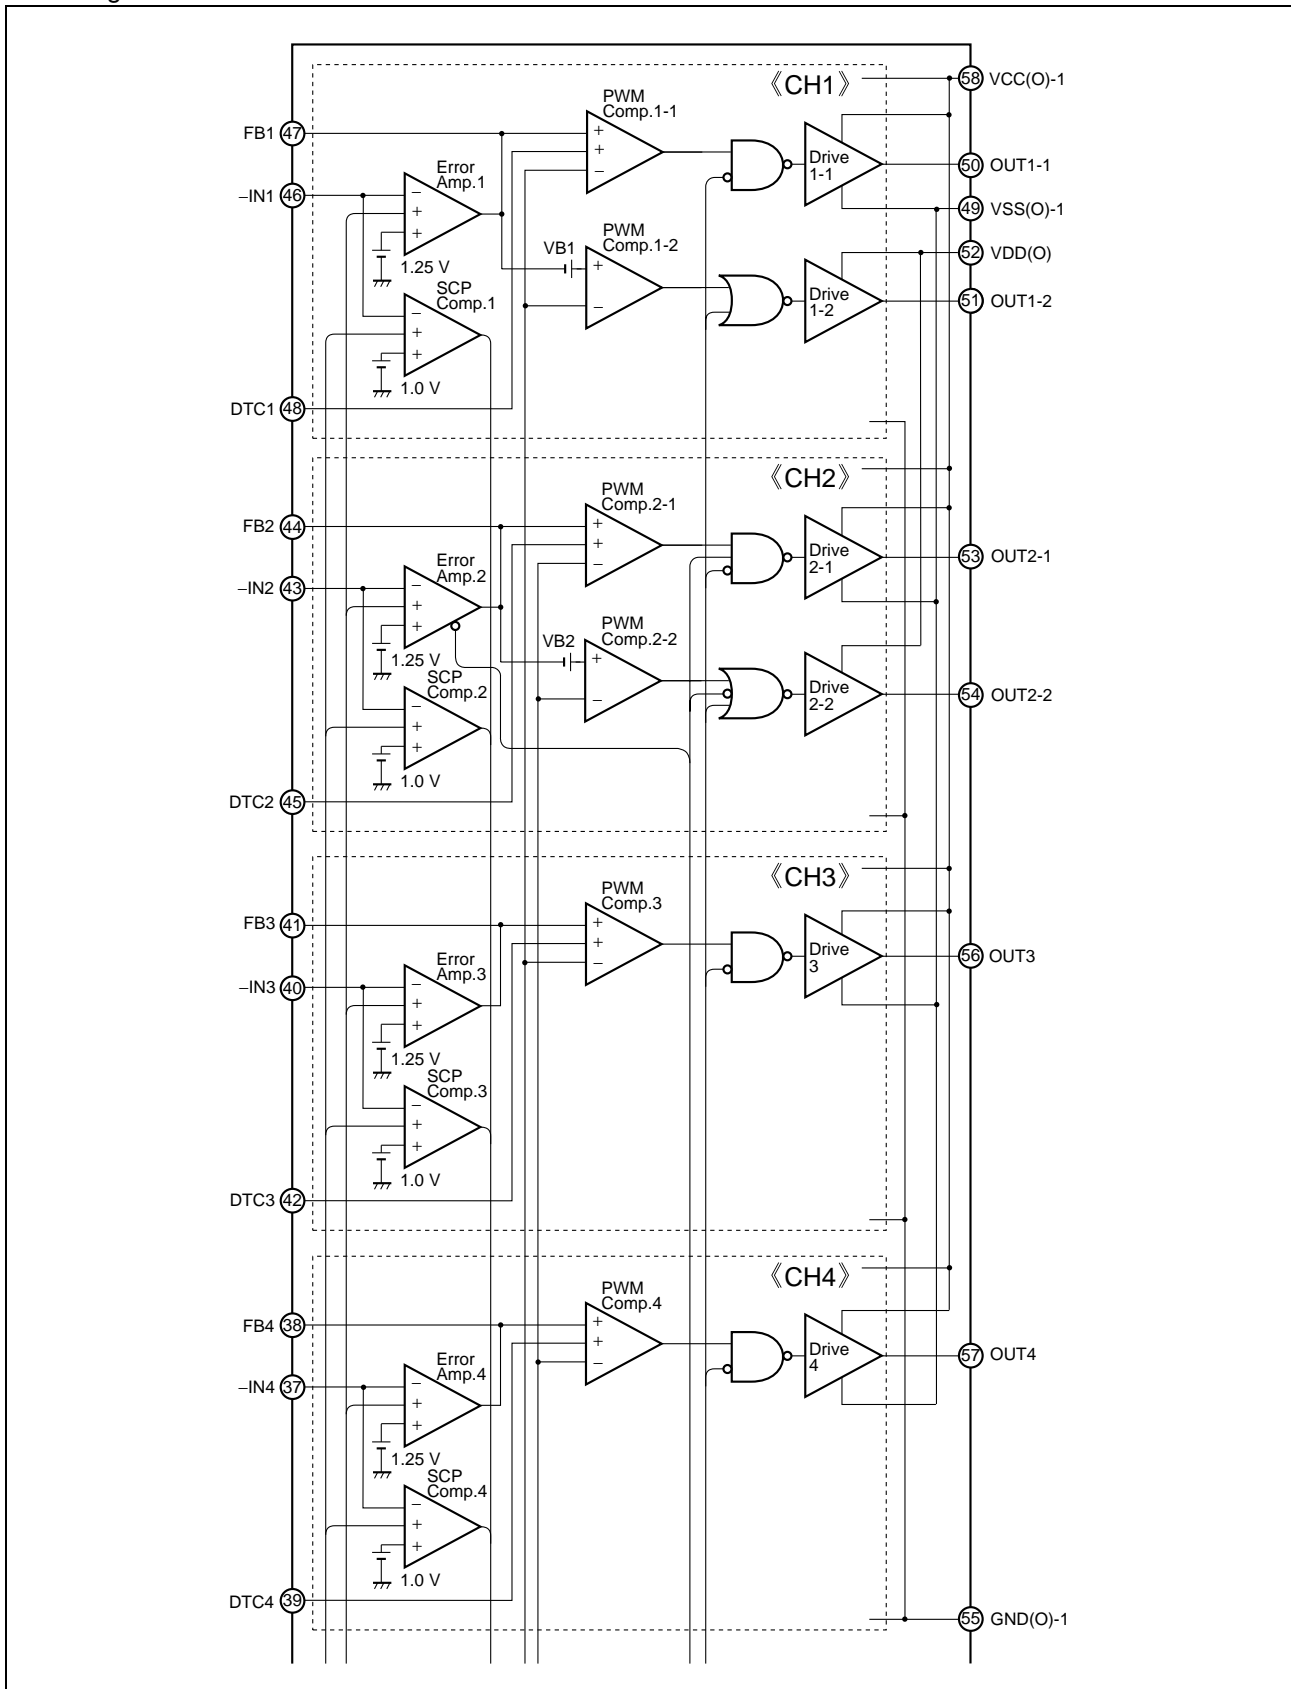 《CH1》
58 VCC(O)-1
PWM
Comp.1-1
FB1 47
+
+
−
Drive
1-1
50 OUT1-1
Error
Amp.1
−IN1 46
−
+
+
49 VSS(O)-1
1.25 V
VB1
PWM
Comp.1-2
+
−
52 VDD(O)
Drive
1-2
51 OUT1-2
SCP
Comp.1
−
+
+
1.0 V
DTC1 48
《CH2》
PWM
Comp.2-1
FB2 44
+
+
−
Drive
2-1
53 OUT2-1
Error
Amp.2
−IN2 43
−
+
+
1.25 V
VB2
PWM
Comp.2-2
+
−
Drive
2-2
54 OUT2-2
SCP
Comp.2
−
+
+
1.0 V
DTC2 45
《CH3》
PWM
Comp.3
FB3 41
+
+
−
Drive
3
56 OUT3
Error
Amp.3
−IN3 40
−
+
+
1.25 V
SCP
Comp.3
−
+
+
1.0 V
DTC3 42
《CH4》
PWM
Comp.4
FB4 38
+
+
−
Drive
4
57 OUT4
Error
Amp.4
−IN4 37
−
+
+
1.25 V
SCP
Comp.4
−
+
+
1.0 V
DTC4 39
55 GND(O)-1